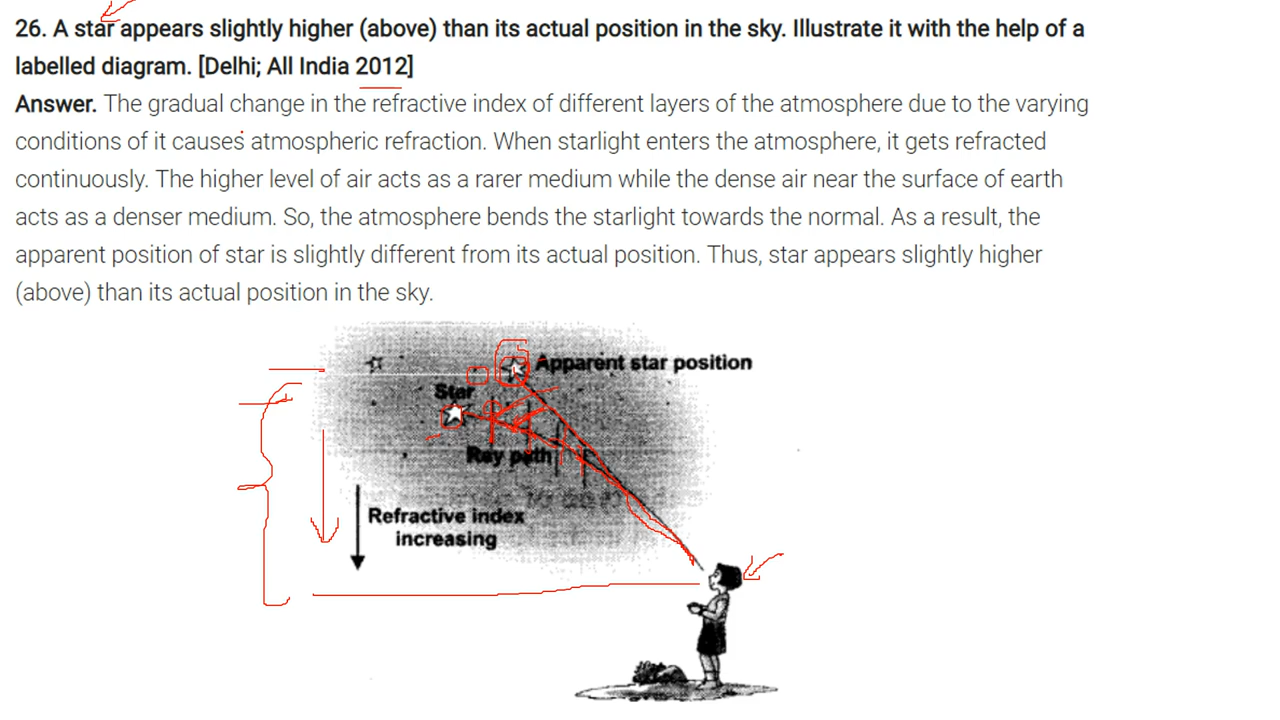 26. A star appears slightly higher (above) than its actual position in the sky. Illustrate it with the help of a
labelled diagram. [Delhi; All India 2012]
Answer. The gradual change in the refractive index of different layers of the atmosphere due to the varying
conditions of it causes atmospheric refraction. When starlight enters the atmosphere, it gets refracted
continuously. The higher level of air acts as a rarer medium while the dense air near the surface of earth
acts as a denser medium. So, the atmosphere bends the starlight towards the normal. As a result, the
apparent position of star is slightly different from its actual position. Thus, star appears slightly higher
(above) than its actual position in the sky.
Apparent star position
Star
Ray path
Refractive index
increasing